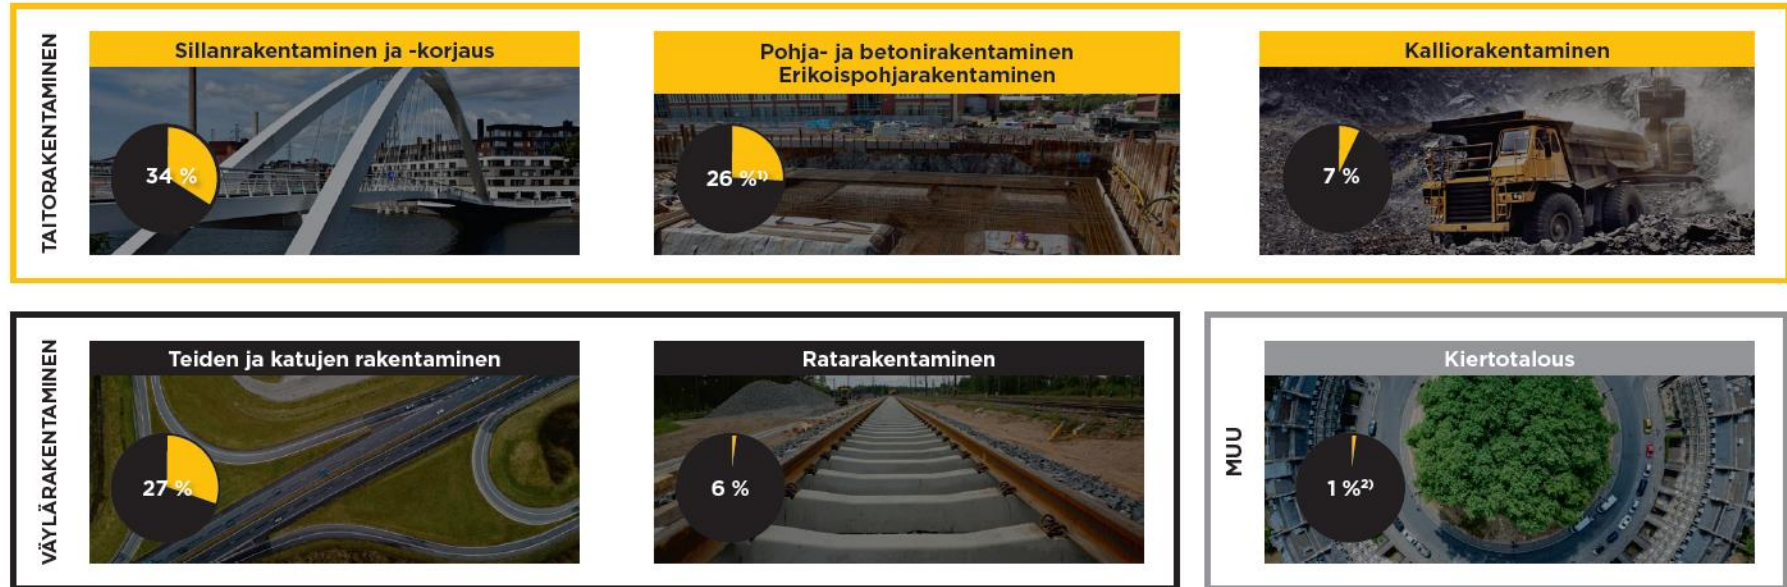 TAITORAKENTAMINEN
Sillanrakentaminen ja -korjaus
34 %
Pohja- ja betonirakentaminen
Erikoispohjarakentaminen
26 %¹⁾
Kalliorakentaminen
7 %
VÄYLÄRAKENTAMINEN
Teiden ja katujen rakentaminen
27 %
Ratarakentaminen
6 %
MUU
Kiertotalous
1 %²⁾